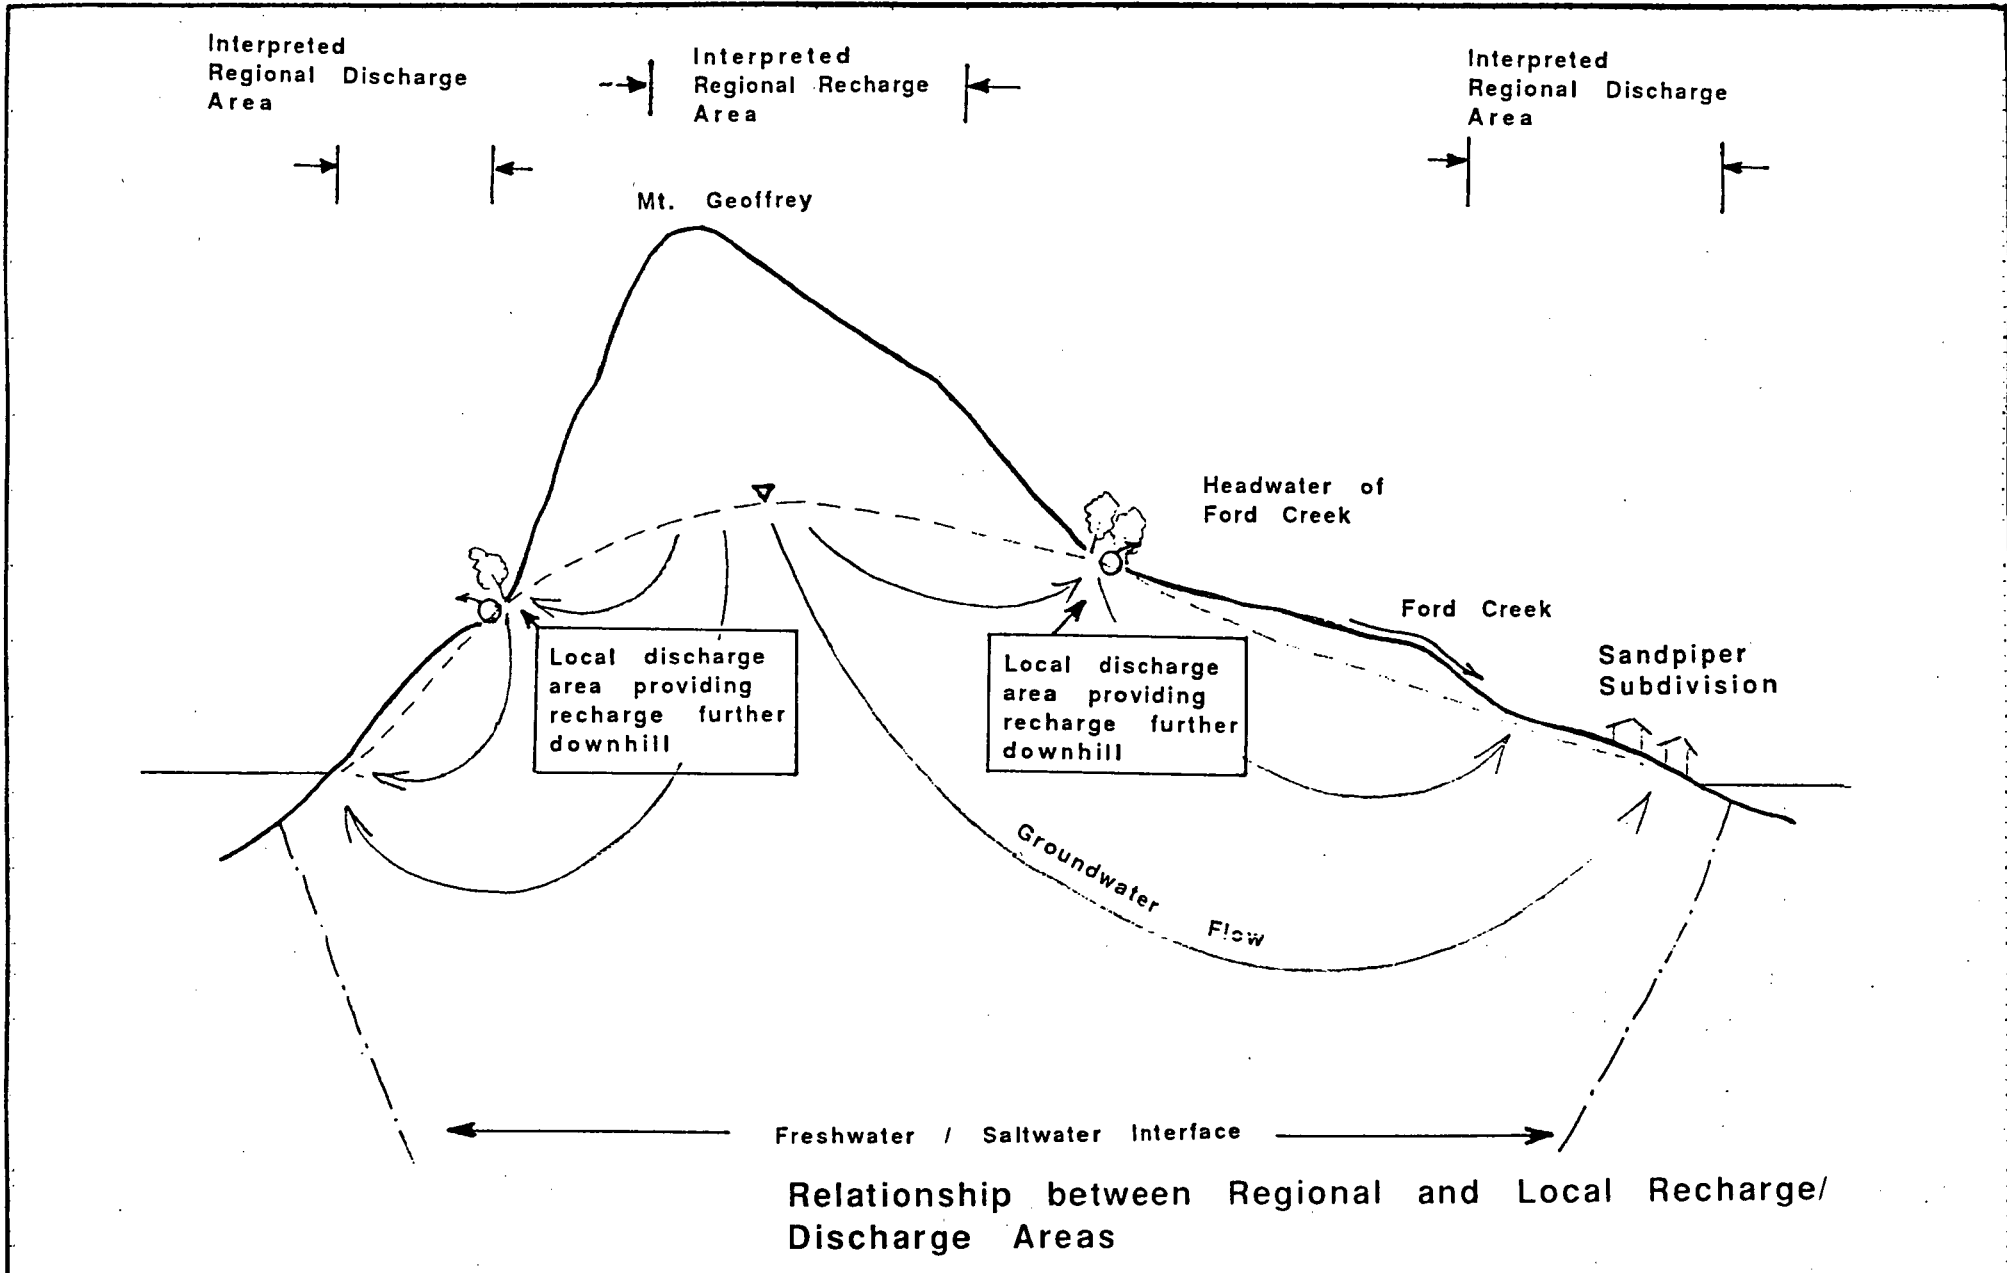 Interpreted
Regional Discharge
Area
Interpreted
Regional Recharge
Area
Interpreted
Regional Discharge
Area
Mt. Geoffrey
Headwater of
Ford Creek
Ford Creek
Sandpiper
Subdivision
Local discharge
area providing
recharge further
downhill
Local discharge
area providing
recharge further
downhill
Groundwater Flow
Freshwater / Saltwater Interface
Relationship between Regional and Local Recharge/
Discharge Areas